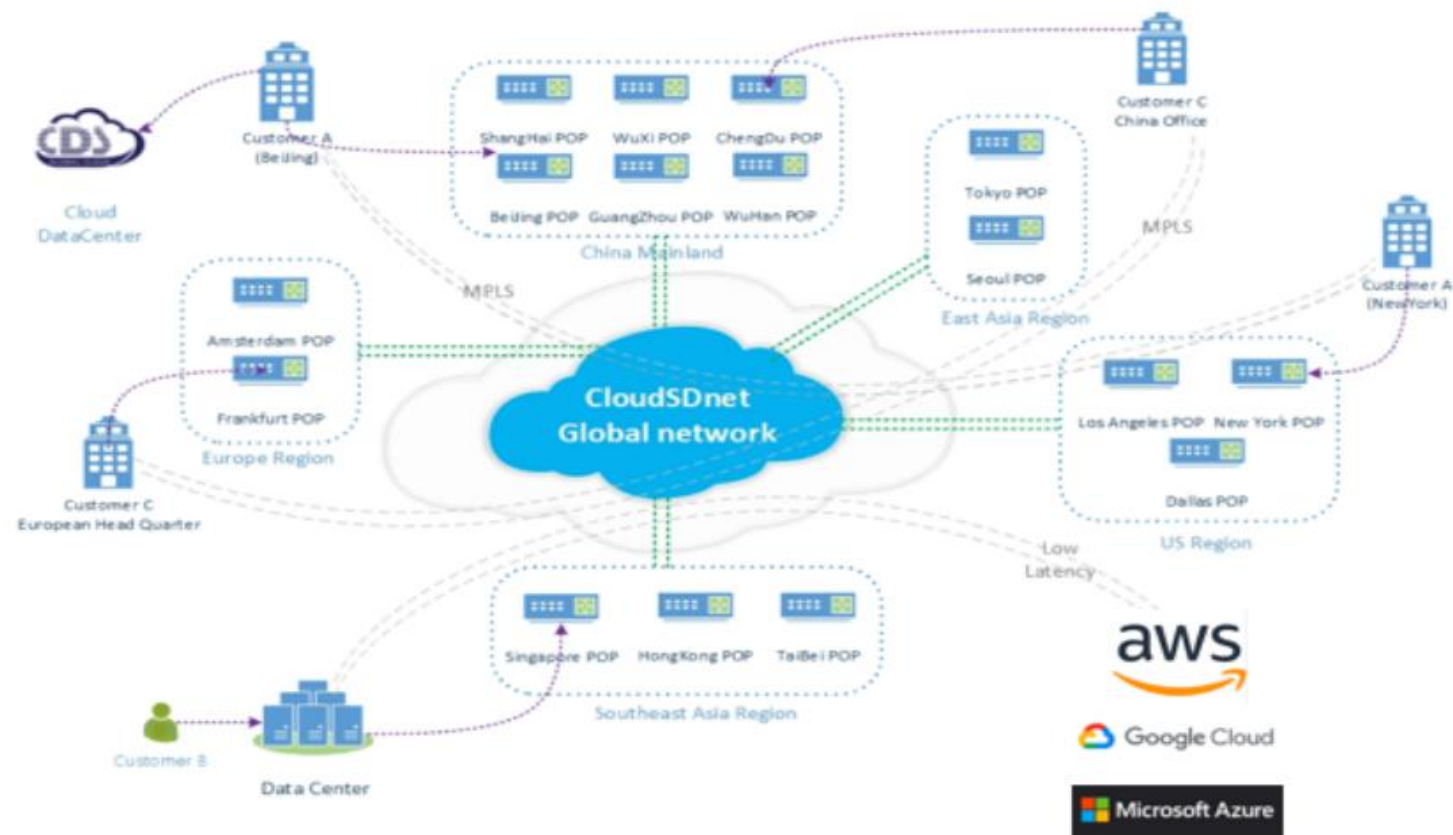 Customer A
(Beijing)
CDS
Cloud
DataCenter
ShangHai POP
WuXi POP
ChengDu POP
Beijing POP
GuangZhou POP
WuHan POP
China Mainland
Customer C
China Office
Tokyo POP
Seoul POP
East Asia Region
MPLS
MPLS
Customer A
(NewYork)
Amsterdam POP
Frankfurt POP
Europe Region
CloudSDnet
Global network
Los Angeles POP
New York POP
Dallas POP
US Region
Customer C
European Head Quarter
Low
Latency
Singapore POP
HongKong POP
TaiBei POP
Southeast Asia Region
Customer B
Data Center
aws
Google Cloud
Microsoft Azure